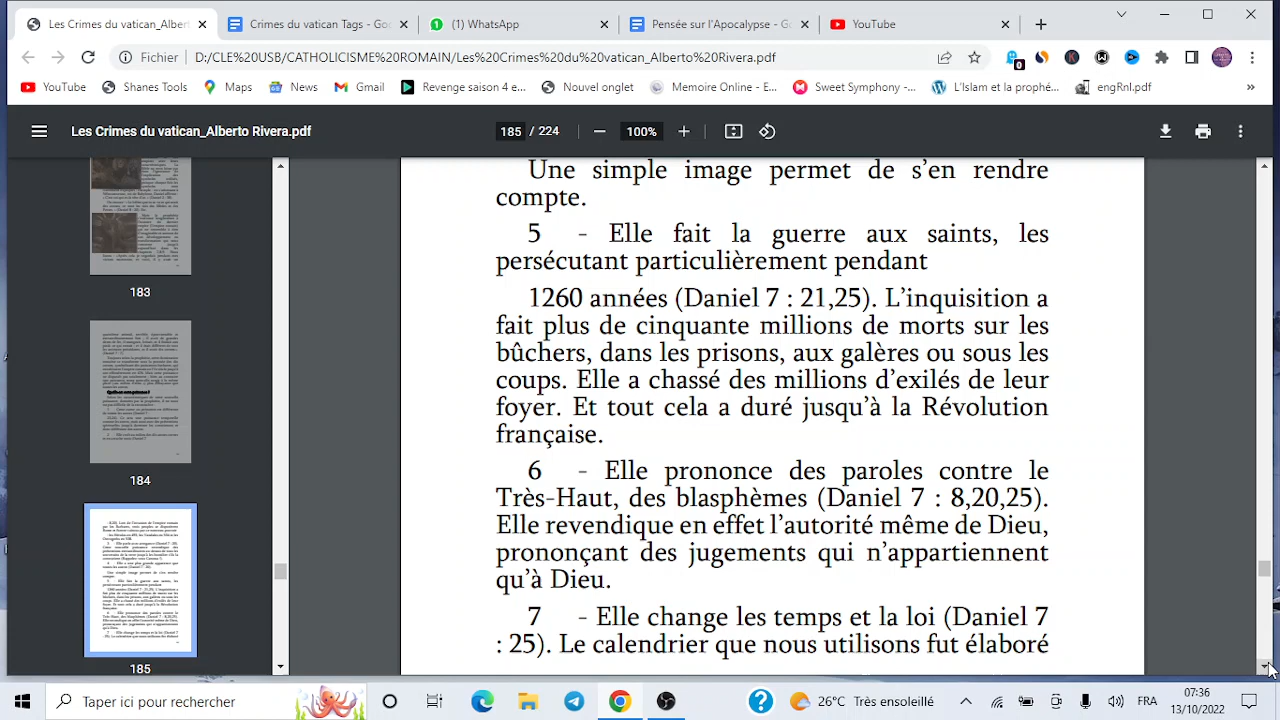 Les Crimes du vatican_Albert
Crimes du vatican Tags - Goo
(1) WhatsApp
Pensée sur l'Apocalypse - Go
YouTube
Fichier
D:/CLE%20USB/CATHOLICISME%20ROMAIN/Les%20Crimes%20du%20vatican_Alberto%20Rivera.pdf
0
YouTube
Shanes Tools
Maps
News
Gmail
Revenge saison 4 e...
Nouvel onglet
Memoire Online - E...
Sweet Symphony -...
L'Islam et la prophé...
engRnl.pdf
»
Les Crimes du vatican_Alberto Rivera.pdf
185 / 224
100%
183
184
185
Une simple image permet de s'en rendre
compte.
5 - Elle fait la guerre aux saints, les
persécutant particulièrement pendant
1260 années (Daniel 7 : 21,25). L'inquisition a
fait plus de cinquante millions de morts sur les
bûchers, dans les prisons, aux galères ou sous les
coups. Elle a chassé des milliers d'exilés de leur
foyer. Et tout cela a duré jusqu'à la Révolution
française.
6 - Elle prononce des paroles contre le
Très-Haut, des blasphèmes (Daniel 7 : 8,20,25).
Elle revendique en effet l'autorité même de Dieu,
prononçant des jugements qui n'appartiennent
qu'à Dieu.
7 - Elle change les temps et la loi (Daniel 7
: 25). Le calendrier que nous utilisons fut élaboré
Taper ici pour rechercher
26°C Très ensoleillé
FRA
07:36
13/10/2022